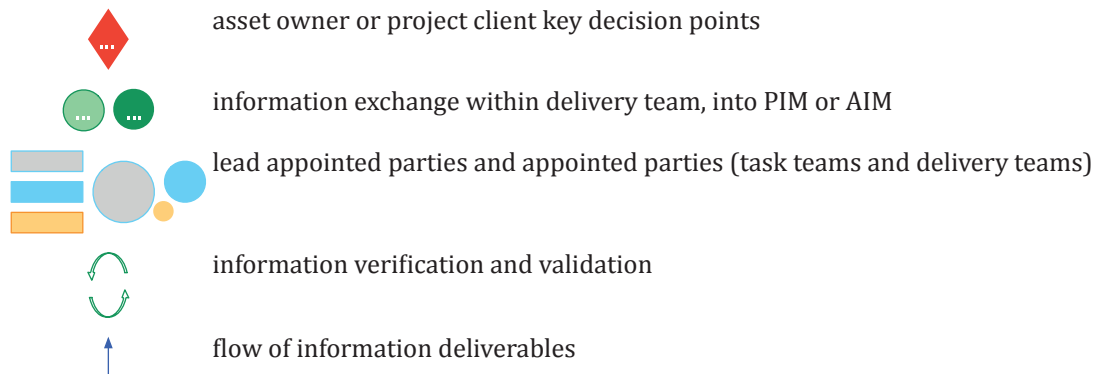 asset owner or project client key decision points
information exchange within delivery team, into PIM or AIM
lead appointed parties and appointed parties (task teams and delivery teams)
information verification and validation
flow of information deliverables